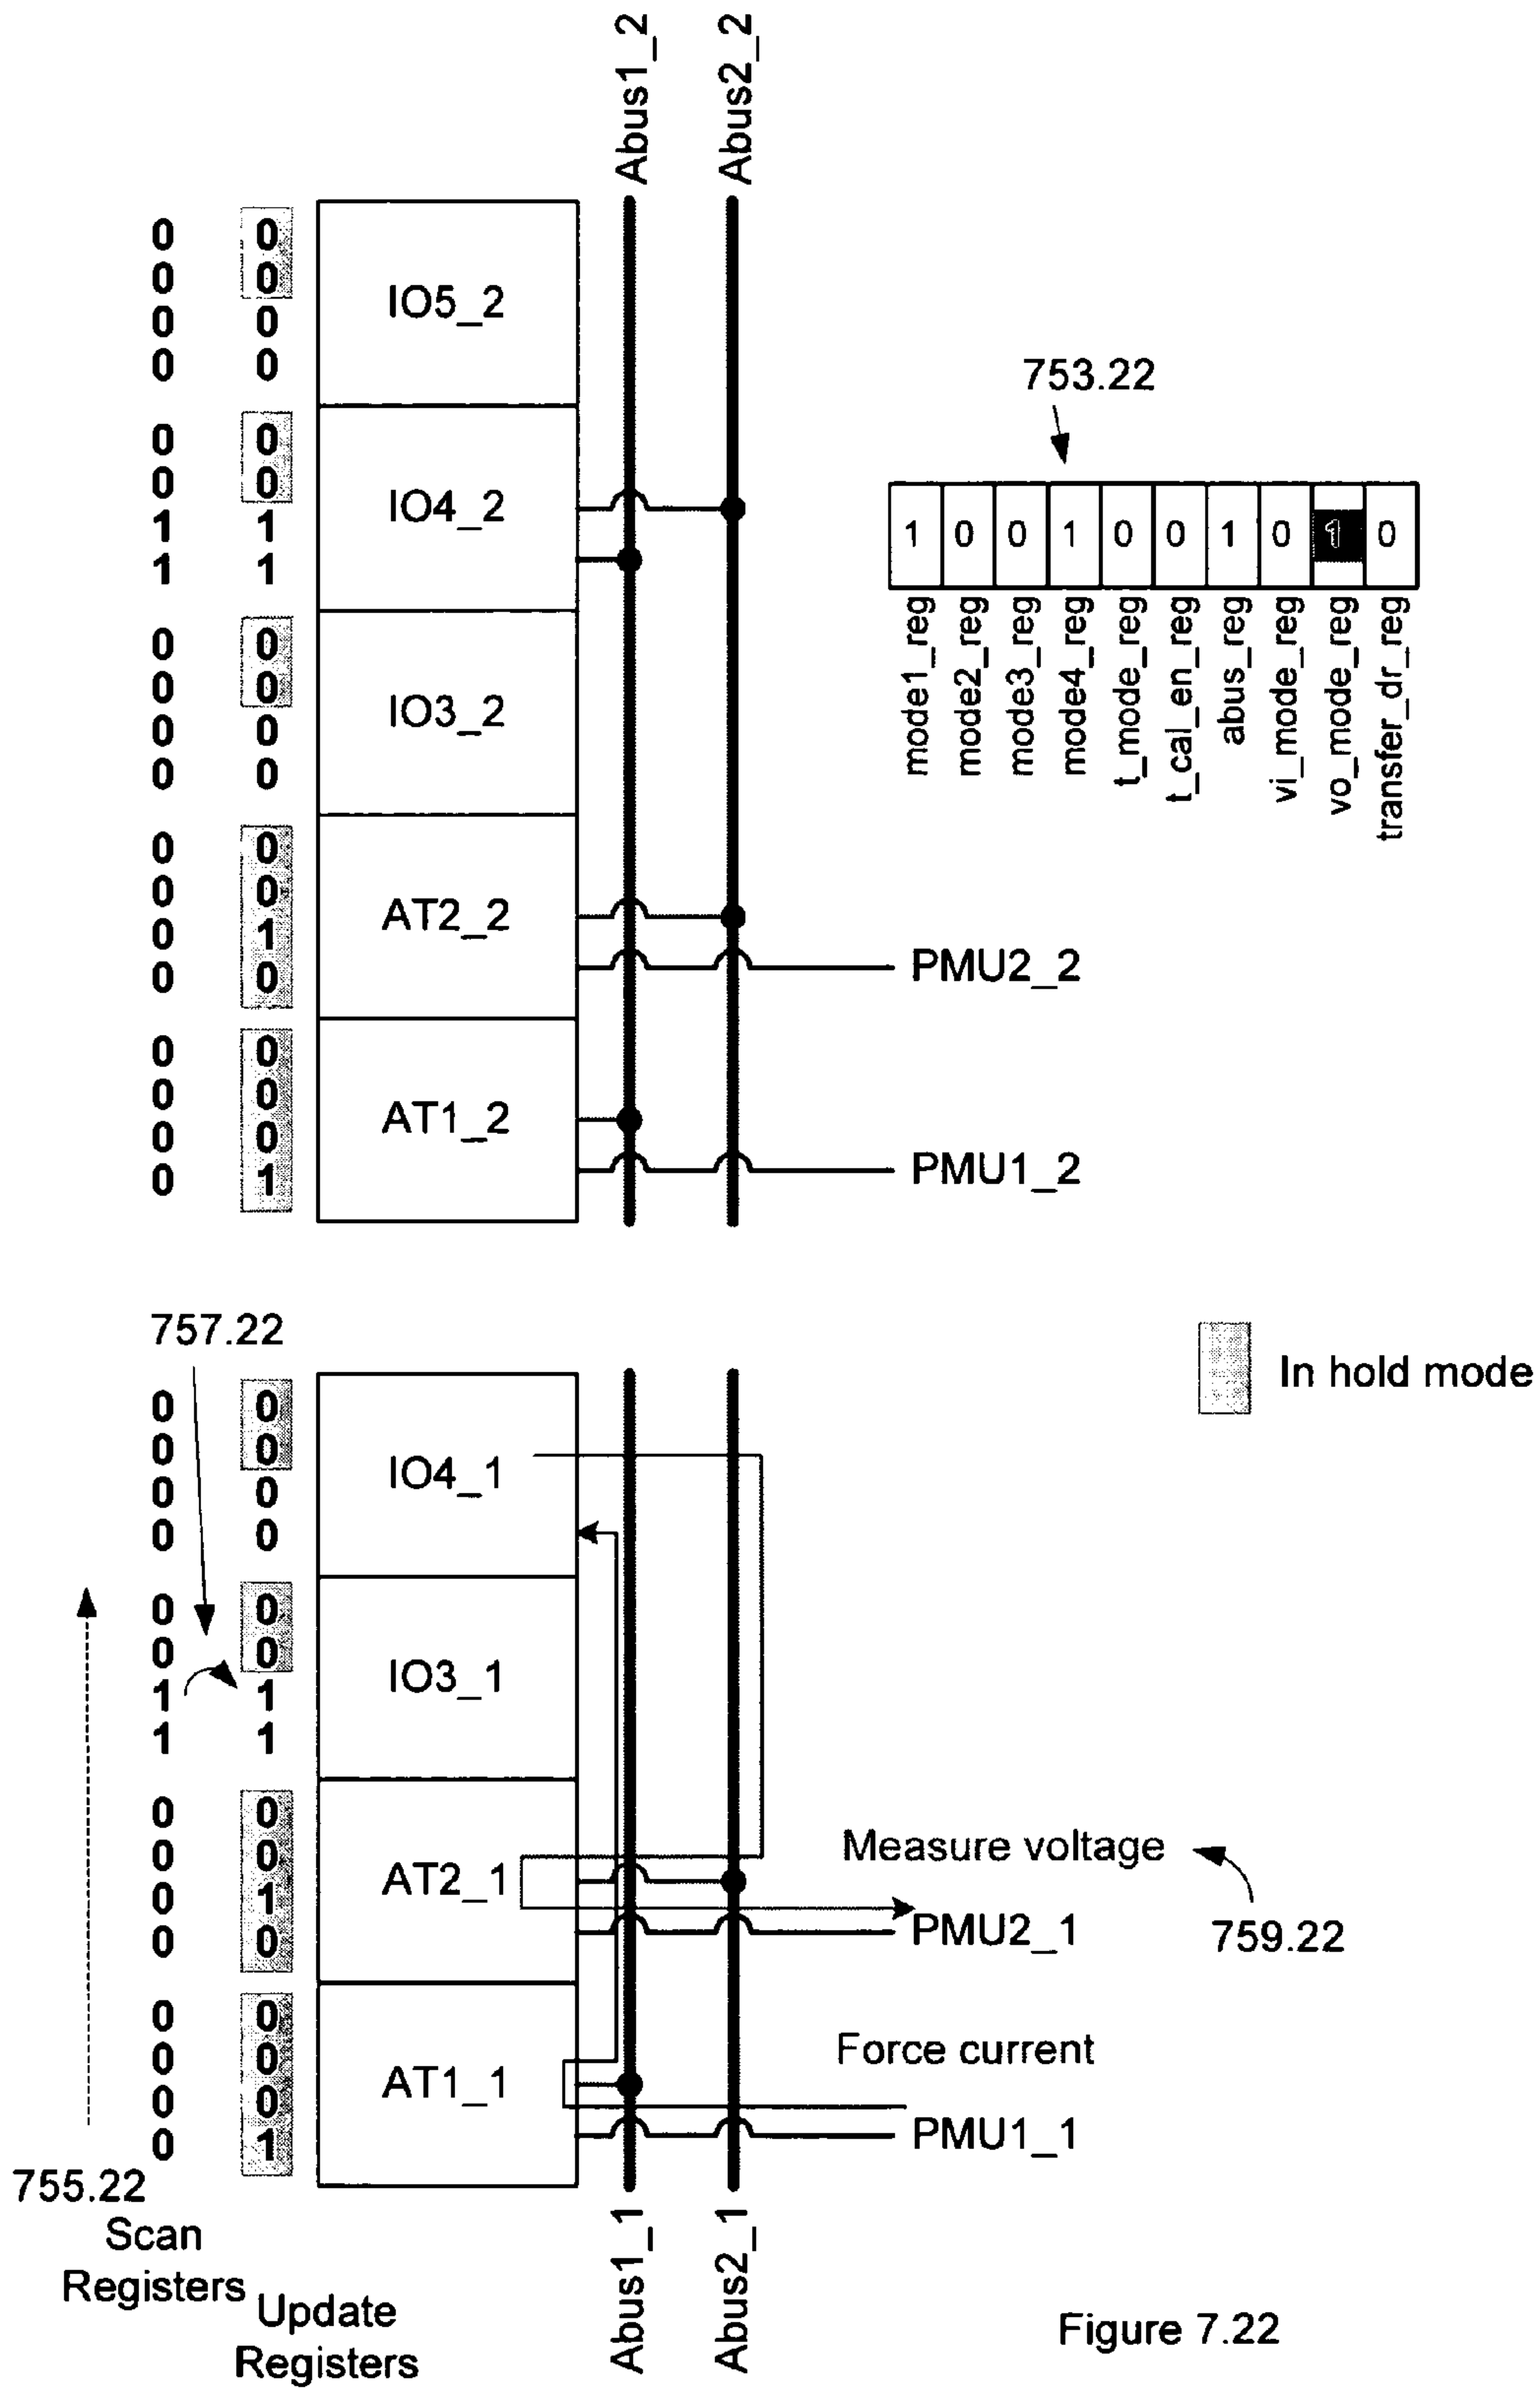 Abus1_2
Abus2_2
0 0
0 0
0 0
0 0
IO5_2
0 0
0 0
1 1
1 1
IO4_2
0 0
0 0
0 0
0 0
IO3_2
0 0
0 0
0 1
0 0
AT2_2
PMU2_2
0 0
0 0
0 0
0 1
AT1_2
PMU1_2
753.22
1 0 0 1 0 0 1 0 1 0
mode1_reg
mode2_reg
mode3_reg
mode4_reg
t_mode_reg
t_cal_en_reg
abus_reg
vi_mode_reg
vo_mode_reg
transfer_dr_reg
757.22
In hold mode
0 0
0 0
0 0
0 0
IO4_1
0 0
0 0
1 1
1 1
IO3_1
0 0
0 0
0 1
0 0
AT2_1
Measure voltage
PMU2_1
759.22
0 0
0 0
0 0
0 1
AT1_1
Force current
PMU1_1
755.22
Scan
Registers
Update
Registers
Abus1_1
Abus2_1
Figure 7.22